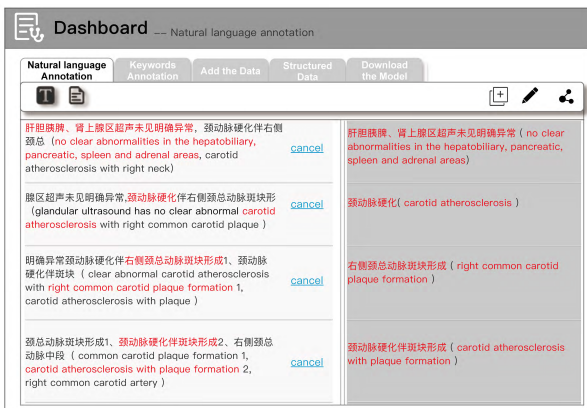 Dashboard -- Natural language annotation
Natural language
Annotation
Keywords
Annotation
Add the Data
Structured
Data
Download
the Model
T
肝胆胰脾、肾上腺区超声未见明确异常，颈动脉硬化伴右侧
颈总（no clear abnormalities in the hepatobiliary,
pancreatic, spleen and adrenal areas, carotid
atherosclerosis with right neck）
cancel
肝胆胰脾、肾上腺区超声未见明确异常（ no clear
abnormalities in the hepatobiliary, pancreatic,
spleen and adrenal areas）
腺区超声未见明确异常,颈动脉硬化伴右侧颈总动脉斑块形
（glandular ultrasound has no clear abnormal carotid
atherosclerosis with right common carotid plaque ）
cancel
颈动脉硬化( carotid atherosclerosis ）
明确异常颈动脉硬化伴右侧颈总动脉斑块形成1、颈动脉
硬化伴斑块（ clear abnormal carotid atherosclerosis
with right common carotid plaque formation 1,
carotid atherosclerosis with plaque ）
cancel
右侧颈总动脉斑块形成（ right common carotid
plaque formation ）
颈总动脉斑块形成1、颈动脉硬化伴斑块形成2、右侧颈总
动脉中段（ common carotid plaque formation 1,
carotid atherosclerosis with plaque formation 2,
right common carotid artery ）
cancel
颈动脉硬化伴斑块形成（ carotid atherosclerosis
with plaque formation ）